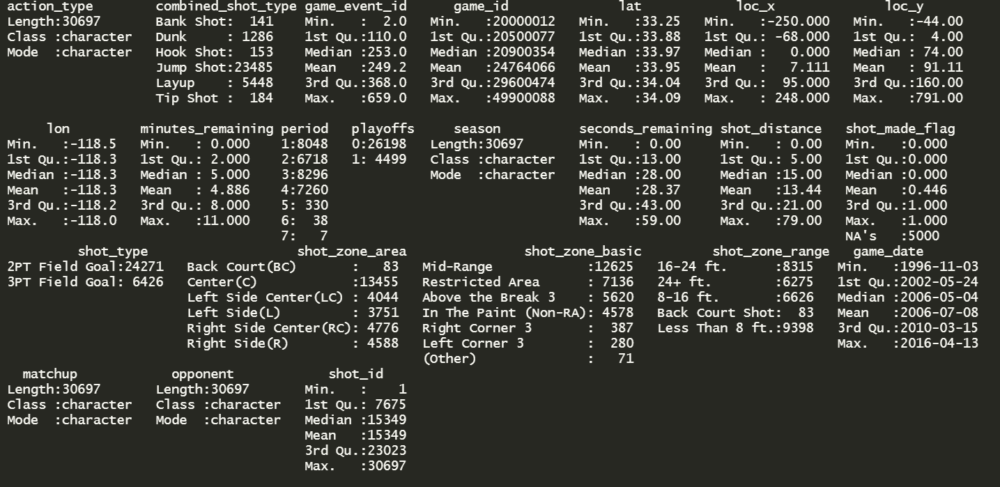 action_type combined_shot_type game_event_id game_id lat loc_x loc_y
Length:30697 Bank Shot: 141 Min. : 2.0 Min. :20000012 Min. :33.25 Min. :-250.000 Min. :-44.00
Class :character Dunk : 1286 1st Qu.:110.0 1st Qu.:20500077 1st Qu.:33.88 1st Qu.: -68.000 1st Qu.: 4.00
Mode :character Hook Shot: 153 Median :253.0 Median :20900354 Median :33.97 Median : 0.000 Median : 74.00
Jump Shot:23485 Mean :249.2 Mean :24764066 Mean :33.95 Mean : 7.111 Mean : 91.11
Layup : 5448 3rd Qu.:368.0 3rd Qu.:29600474 3rd Qu.:34.04 3rd Qu.: 95.000 3rd Qu.:160.00
Tip Shot : 184 Max. :659.0 Max. :49900088 Max. :34.09 Max. : 248.000 Max. :791.00
lon minutes_remaining period playoffs season seconds_remaining shot_distance shot_made_flag
Min. :-118.5 Min. : 0.000 1:8048 0:26198 Length:30697 Min. : 0.00 Min. : 0.00 Min. :0.000
1st Qu.:-118.3 1st Qu.: 2.000 2:6718 1: 4499 Class :character 1st Qu.:13.00 1st Qu.: 5.00 1st Qu.:0.000
Median :-118.3 Median : 5.000 3:8296 Mode :character Median :28.00 Median :15.00 Median :0.000
Mean :-118.3 Mean : 4.886 4:7260 Mean :28.37 Mean :13.44 Mean :0.446
3rd Qu.:-118.2 3rd Qu.: 8.000 5: 330 3rd Qu.:43.00 3rd Qu.:21.00 3rd Qu.:1.000
Max. :-118.0 Max. :11.000 6: 38 Max. :59.00 Max. :79.00 Max. :1.000
7: 7 NA's :5000
shot_type shot_zone_area shot_zone_basic shot_zone_range game_date
2PT Field Goal:24271 Back Court(BC) : 83 Mid-Range :12625 16-24 ft. :8315 Min. :1996-11-03
3PT Field Goal: 6426 Center(C) :13455 Restricted Area : 7136 24+ ft. :6275 1st Qu.:2002-05-24
Left Side Center(LC) : 4044 Above the Break 3 : 5620 8-16 ft. :6626 Median :2006-05-04
Left Side(L) : 3751 In The Paint (Non-RA): 4578 Back Court Shot: 83 Mean :2006-07-08
Right Side Center(RC): 4776 Right Corner 3 : 387 Less Than 8 ft.:9398 3rd Qu.:2010-03-15
Right Side(R) : 4588 Left Corner 3 : 280 Max. :2016-04-13
(Other) : 71
matchup opponent shot_id
Length:30697 Length:30697 Min. : 1
Class :character Class :character 1st Qu.: 7675
Mode :character Mode :character Median :15349
Mean :15349
3rd Qu.:23023
Max. :30697